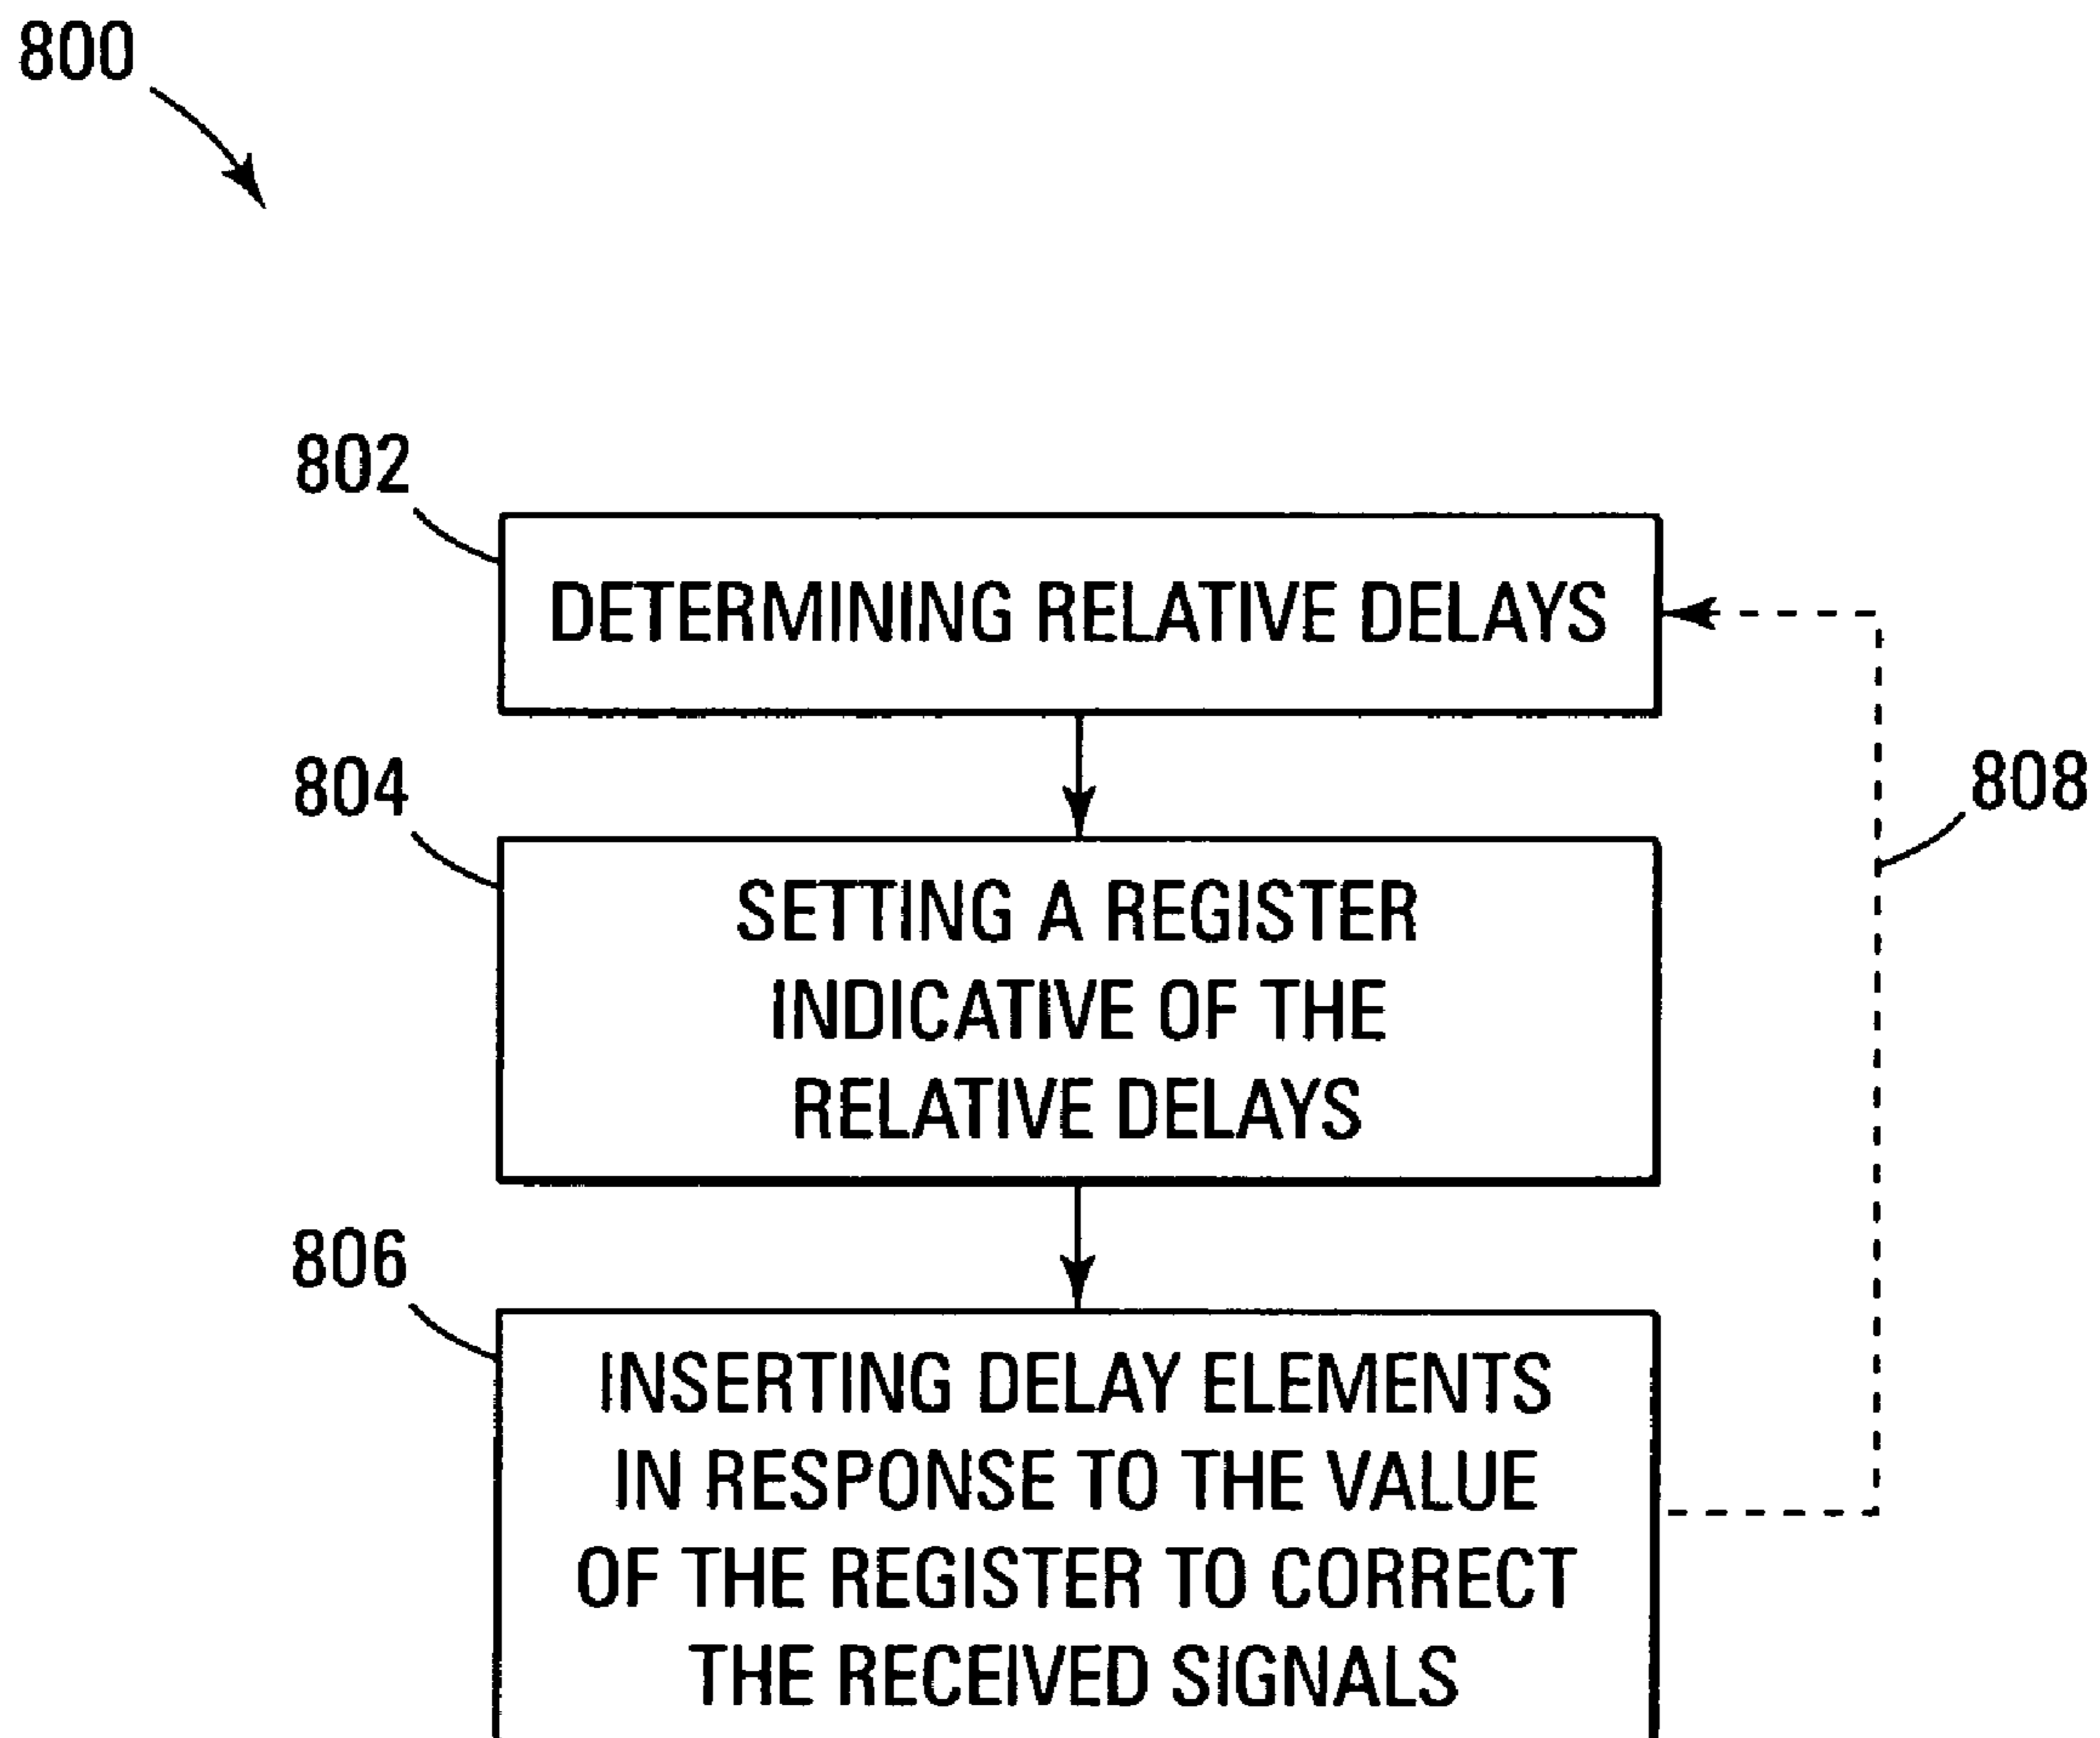 800
802
DETERMINING RELATIVE DELAYS
804
808
SETTING A REGISTER
INDICATIVE OF THE
RELATIVE DELAYS
806
INSERTING DELAY ELEMENTS
IN RESPONSE TO THE VALUE
OF THE REGISTER TO CORRECT
THE RECEIVED SIGNALS